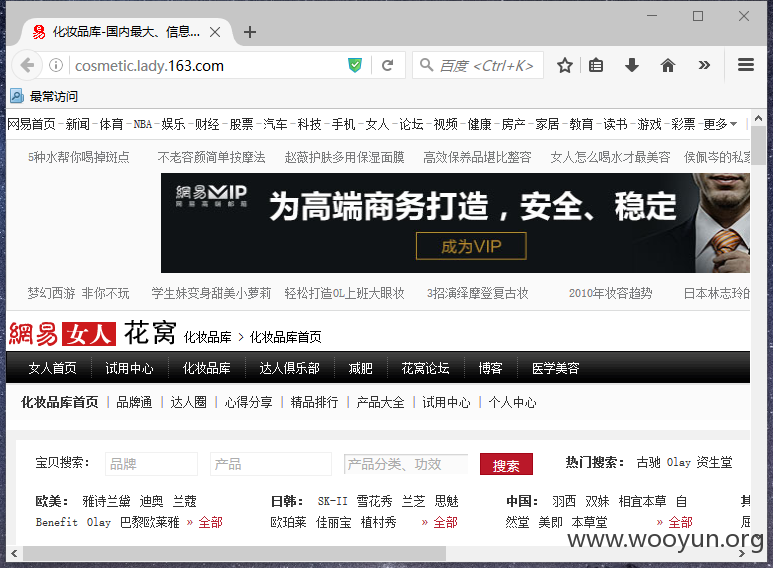 化妆品库-国内最大、信息...
cosmetic.lady.163.com
百度 <Ctrl+K>
最常访问
网易首页 - 新闻 - 体育 - NBA - 娱乐 - 财经 - 股票 - 汽车 - 科技 - 手机 - 女人 - 论坛 - 视频 - 健康 - 房产 - 家居 - 教育 - 读书 - 游戏 - 彩票 - 更多
5种水帮你喝掉斑点 不老容颜简单按摩法 赵薇护肤多用保湿面膜 高效保养品堪比整容 女人怎么喝水才最美容 侯佩岑的私家
網易VIP
网易高端邮箱
为高端商务打造，安全、稳定
成为VIP
梦幻西游 非你不玩 学生妹变身甜美小萝莉 轻松打造OL上班大眼妆 3招演绎摩登复古妆 2010年妆容趋势 日本林志玲的
網易 女人 花窝 化妆品库 > 化妆品库首页
女人首页 试用中心 化妆品库 达人俱乐部 减肥 花窝论坛 博客 医学美容
化妆品库首页 | 品牌通 | 达人圈 | 心得分享 | 精品排行 | 产品大全 | 试用中心 | 个人中心
宝贝搜索： 品牌 产品 产品分类、功效 搜索 热门搜索： 古驰 Olay 资生堂
欧美： 雅诗兰黛 迪奥 兰蔻 日韩： SK-II 雪花秀 兰芝 思魅 中国： 羽西 双妹 相宜本草 自 其
Benefit Olay 巴黎欧莱雅 » 全部 欧珀莱 佳丽宝 植村秀 » 全部 然堂 美即 本草堂 » 全部 屈
www.wooyun.org